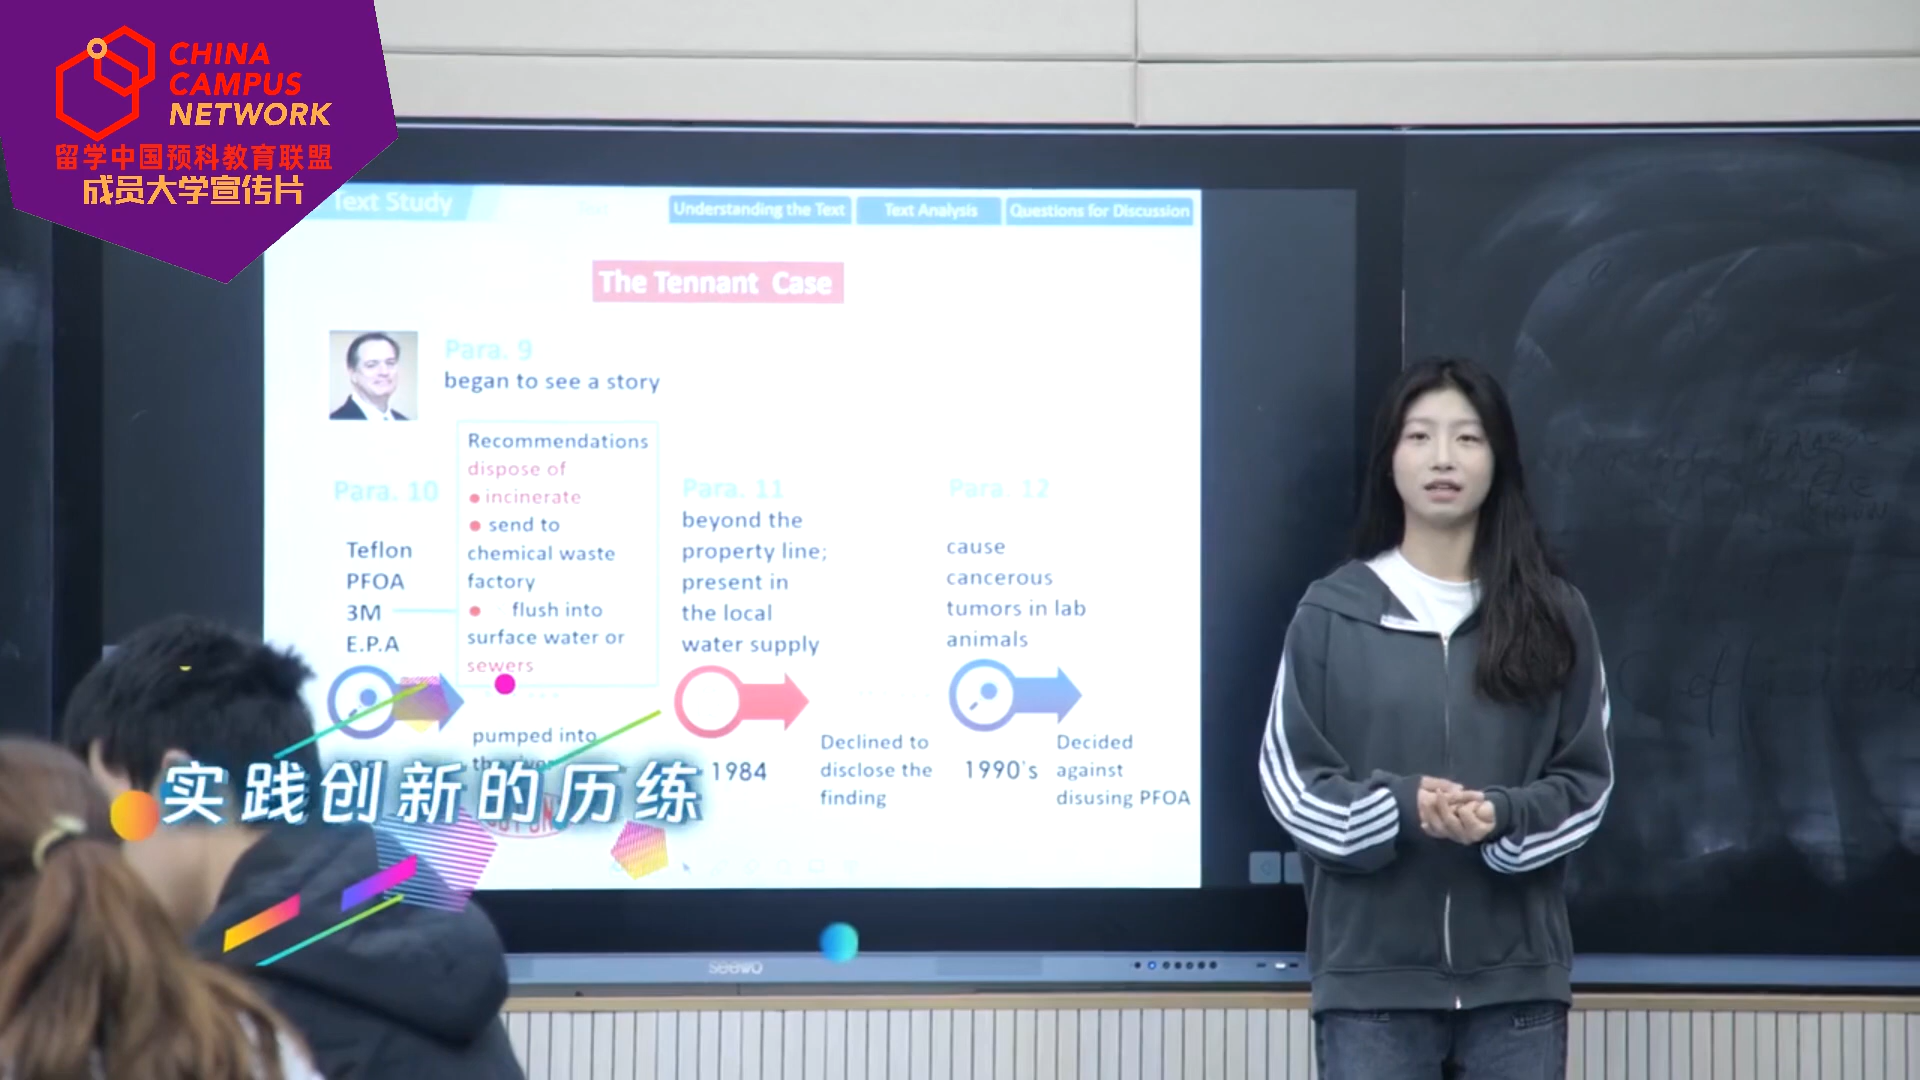 CHINA
CAMPUS
NETWORK
留学中国预科教育联盟
成员大学宣传片
Text Study
Understanding the Text
Text Analysis
Questions for Discussion
The Tennant Case
Para. 9
began to see a story
Para. 10
Teflon
PFOA
3M
E.P.A
Recommendations
dispose of
incinerate
send to
chemical waste
factory
flush into
surface water or
sewers
pumped into
Para. 11
beyond the
property line;
present in
the local
water supply
1984
Declined to
disclose the
finding
Para. 12
cause
cancerous
tumors in lab
animals
1990's
Decided
against
disusing PFOA
实践创新的历练
seewo